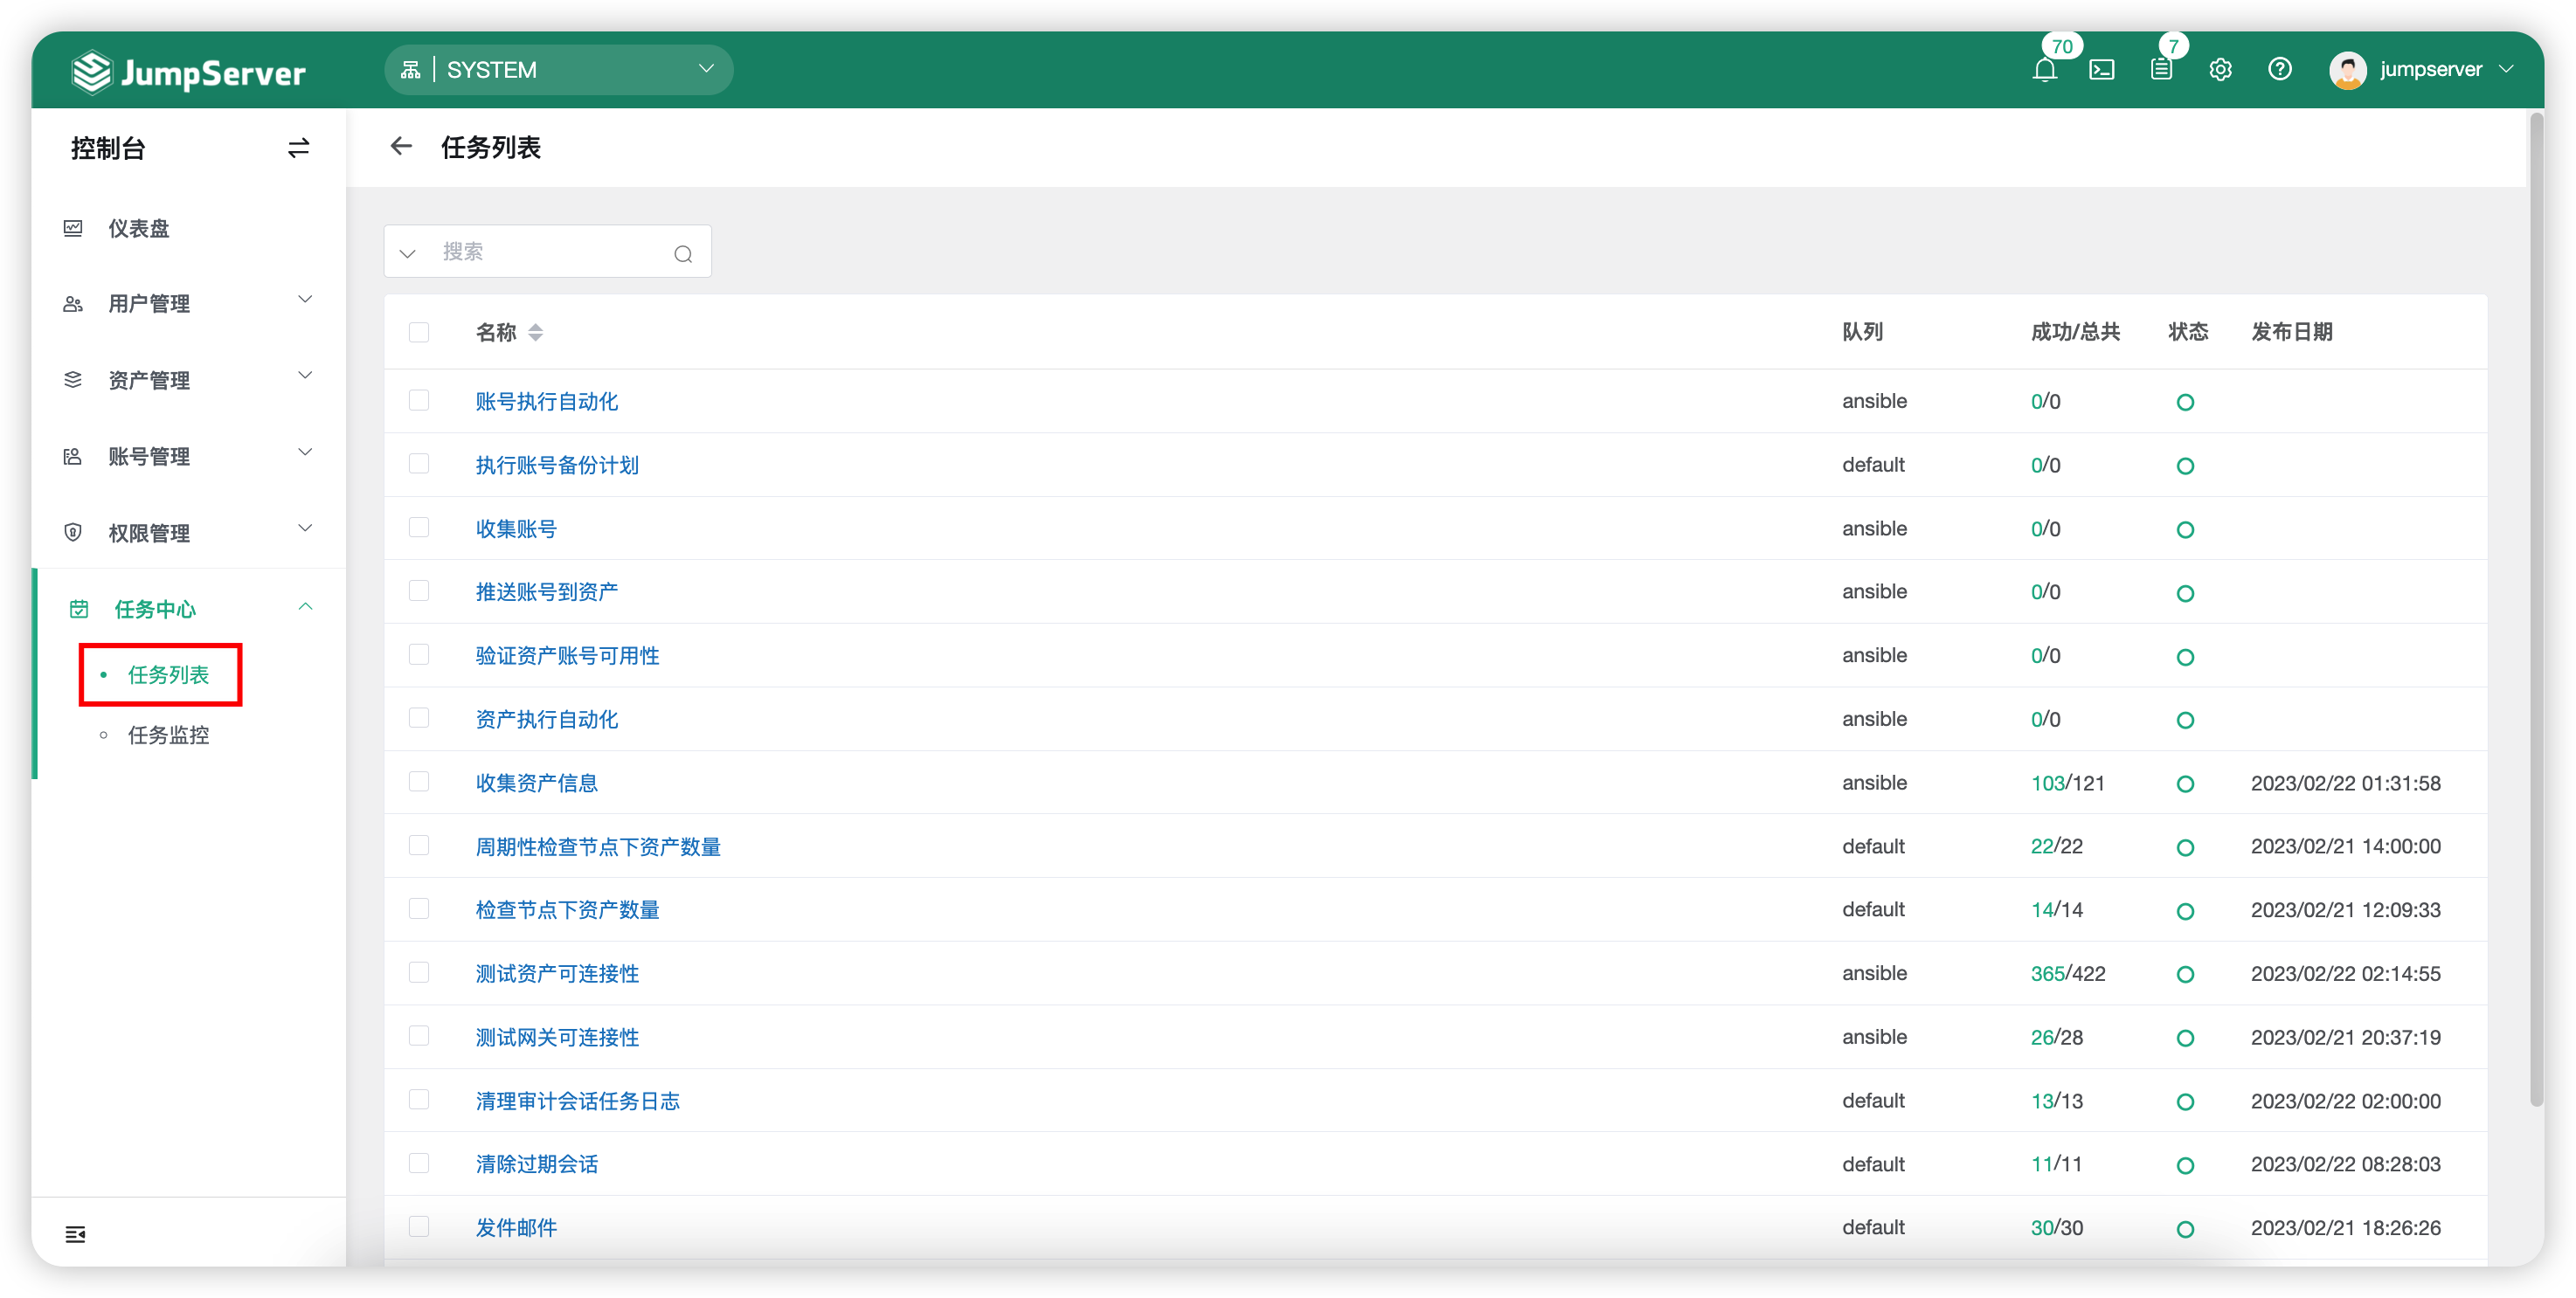 JumpServer
SYSTEM
70
7
jumpserver
控制台
任务列表
仪表盘
用户管理
资产管理
账号管理
权限管理
任务中心
任务列表
任务监控
搜索
名称 队列 成功/总共 状态 发布日期
账号执行自动化 ansible 0/0
执行账号备份计划 default 0/0
收集账号 ansible 0/0
推送账号到资产 ansible 0/0
验证资产账号可用性 ansible 0/0
资产执行自动化 ansible 0/0
收集资产信息 ansible 103/121 2023/02/22 01:31:58
周期性检查节点下资产数量 default 22/22 2023/02/21 14:00:00
检查节点下资产数量 default 14/14 2023/02/21 12:09:33
测试资产可连接性 ansible 365/422 2023/02/22 02:14:55
测试网关可连接性 ansible 26/28 2023/02/21 20:37:19
清理审计会话任务日志 default 13/13 2023/02/22 02:00:00
清除过期会话 default 11/11 2023/02/22 08:28:03
发件邮件 default 30/30 2023/02/21 18:26:26